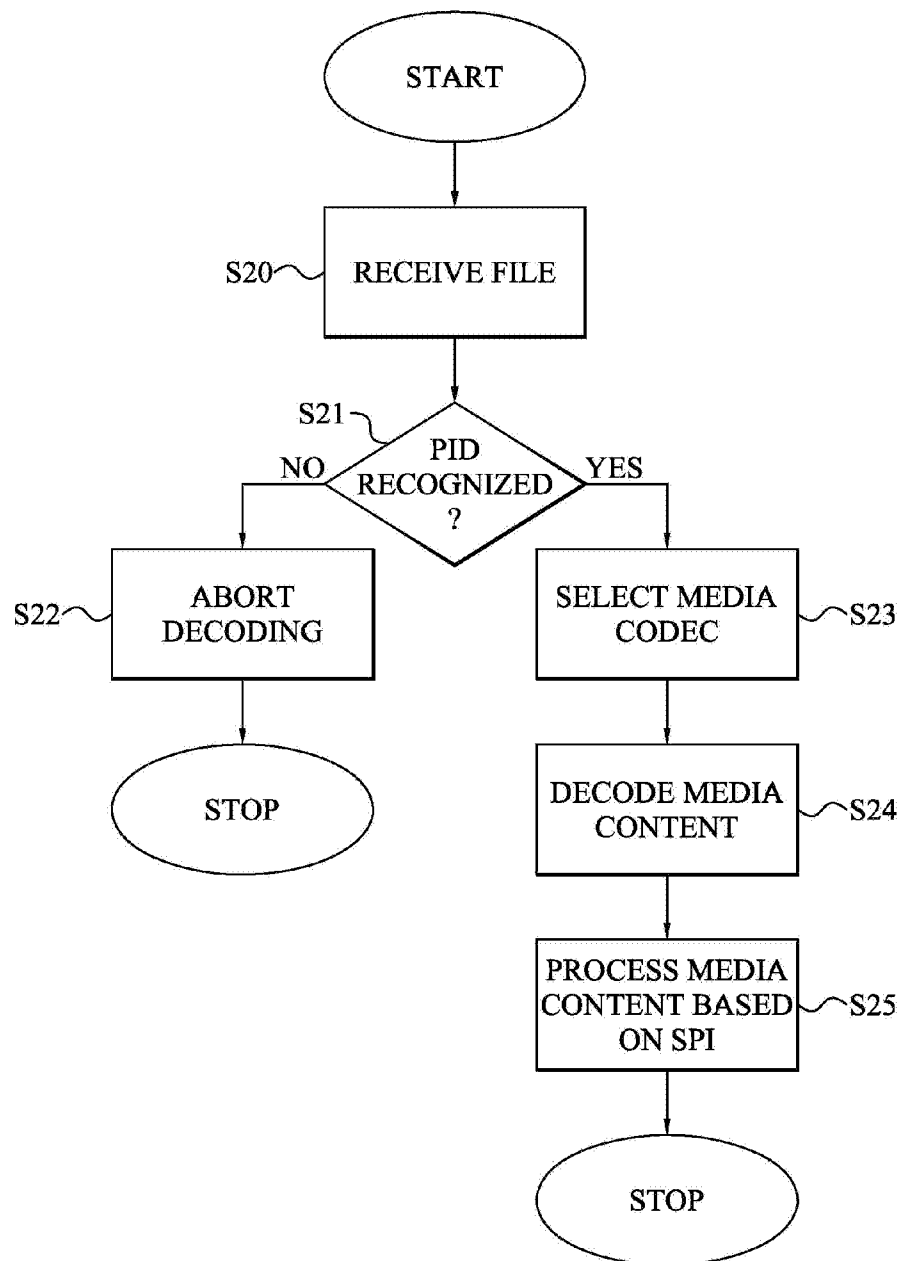 START
S20
RECEIVE FILE
S21
PID
RECOGNIZED
?
NO
YES
S22
ABORT
DECODING
SELECT MEDIA
CODEC
S23
STOP
DECODE MEDIA
CONTENT
S24
PROCESS MEDIA
CONTENT BASED
ON SPI
S25
STOP